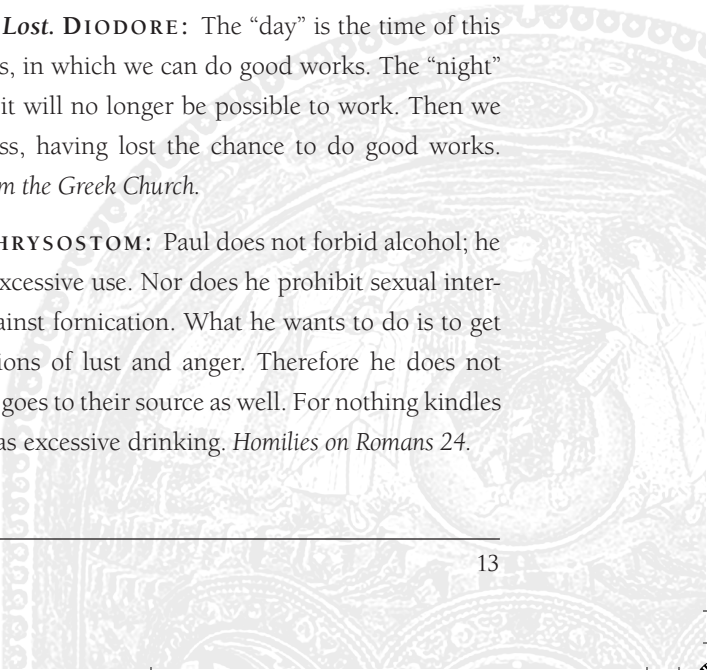 Lost. DIODORE: The “day” is the time of this
s, in which we can do good works. The “night”
it will no longer be possible to work. Then we
ss, having lost the chance to do good works.
m the Greek Church.
HRYSOSTOM: Paul does not forbid alcohol; he
xcessive use. Nor does he prohibit sexual inter-
ainst fornication. What he wants to do is to get
ions of lust and anger. Therefore he does not
goes to their source as well. For nothing kindles
as excessive drinking. Homilies on Romans 24.
13